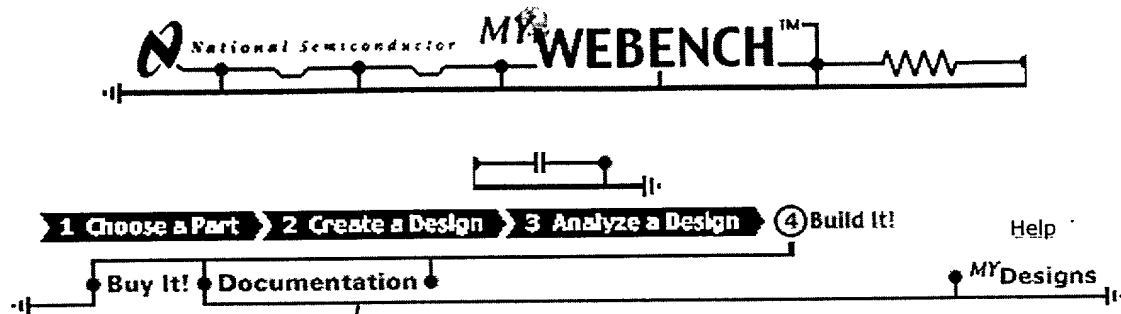 National Semiconductor MY WEBENCH™
1 Choose a Part 2 Create a Design 3 Analyze a Design 4 Build It!
Help
Buy It! Documentation MY Designs